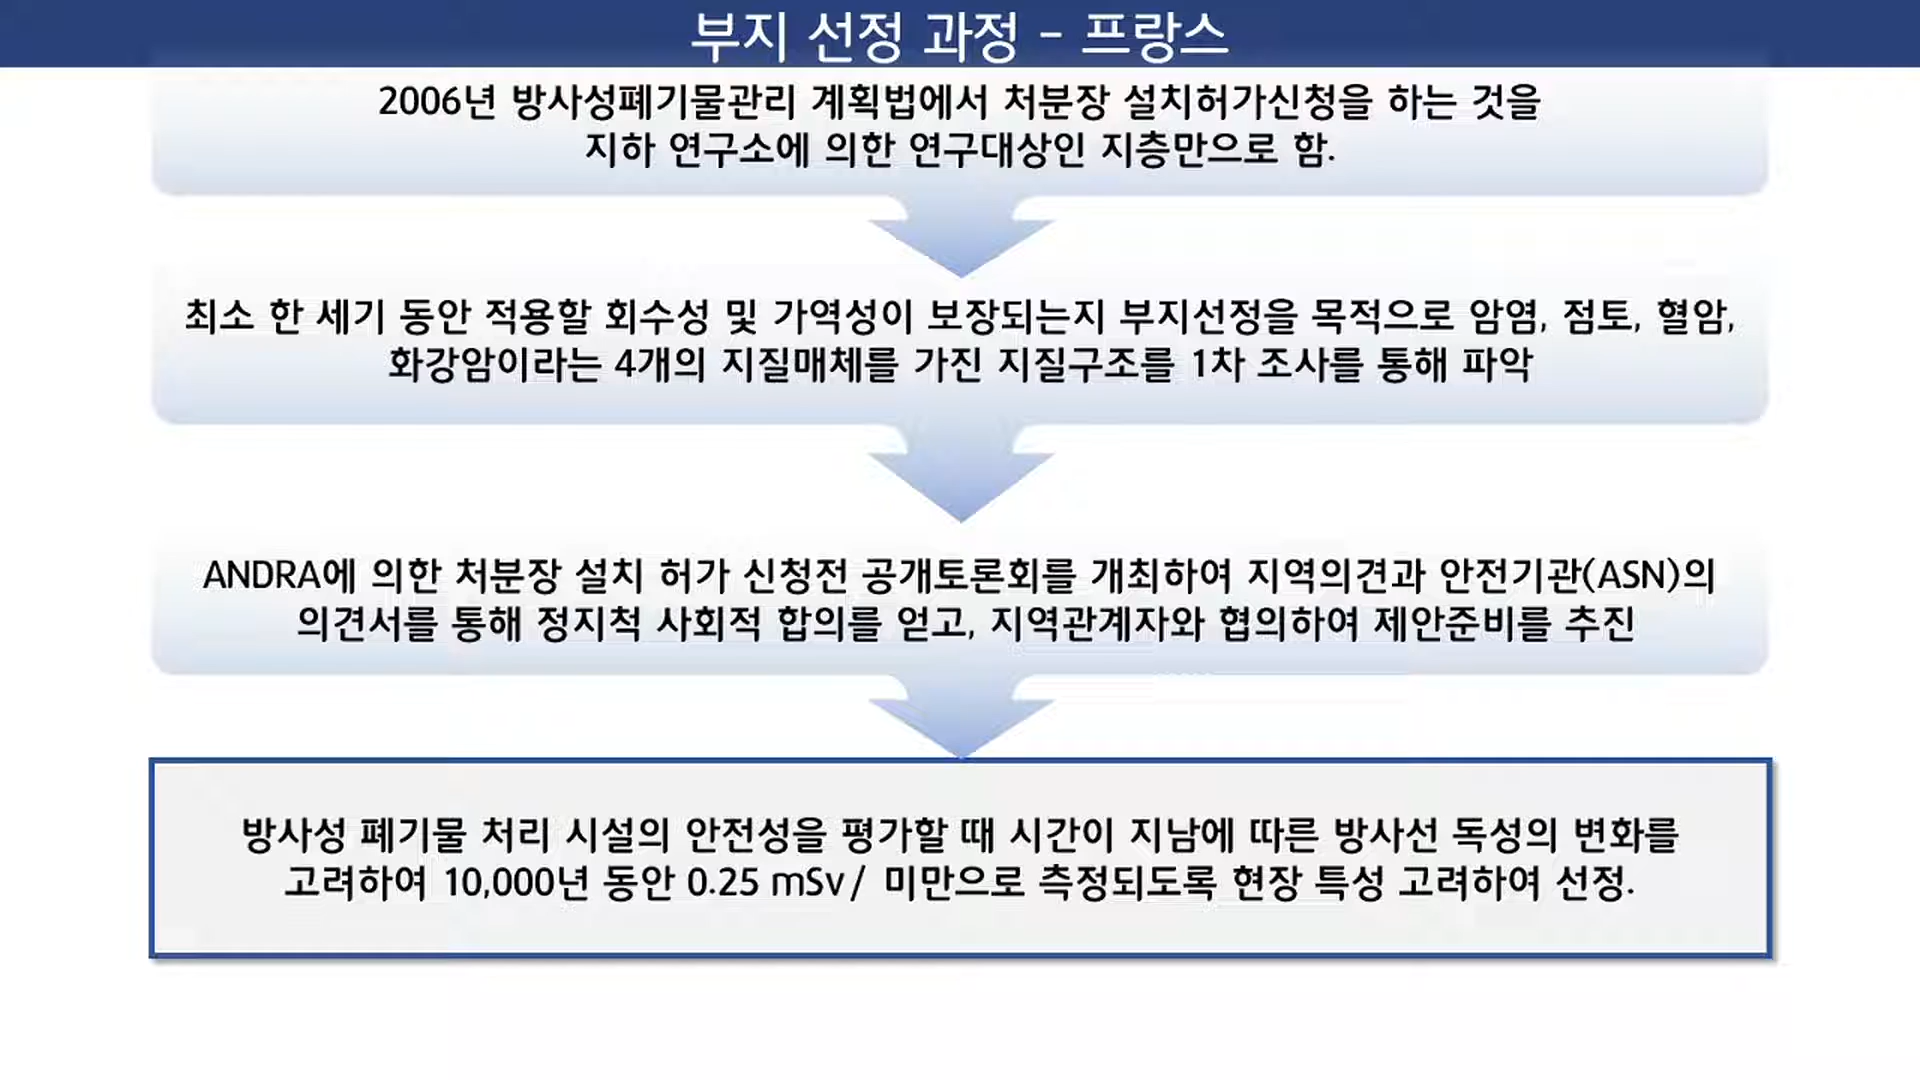 부지 선정 과정 - 프랑스
2006년 방사성폐기물관리 계획법에서 처분장 설치허가신청을 하는 것을
지하 연구소에 의한 연구대상인 지층만으로 함.
최소 한 세기 동안 적용할 회수성 및 가역성이 보장되는지 부지선정을 목적으로 암염, 점토, 혈암,
화강암이라는 4개의 지질매체를 가진 지질구조를 1차 조사를 통해 파악
ANDRA에 의한 처분장 설치 허가 신청전 공개토론회를 개최하여 지역의견과 안전기관(ASN)의
의견서를 통해 정지척 사회적 합의를 얻고, 지역관계자와 협의하여 제안준비를 추진
방사성 폐기물 처리 시설의 안전성을 평가할 때 시간이 지남에 따른 방사선 독성의 변화를
고려하여 10,000년 동안 0.25 mSv/ 미만으로 측정되도록 현장 특성 고려하여 선정.